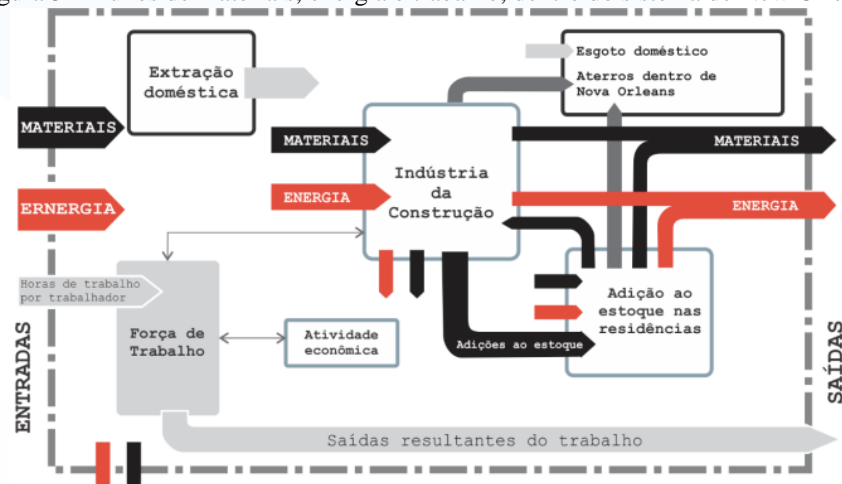 Extração
doméstica
Esgoto doméstico
Aterros dentro de
Nova Orleans
MATERIAIS
MATERIAIS
MATERIAIS
Indústria
da
Construção
ERNERGIA
ENERGIA
ENERGIA
Horas de trabalho
por trabalhador
Força de
Trabalho
Atividade
econômica
Adições ao estoque
Adição ao
estoque nas
residências
ENTRADAS
SAÍDAS
Saídas resultantes do trabalho